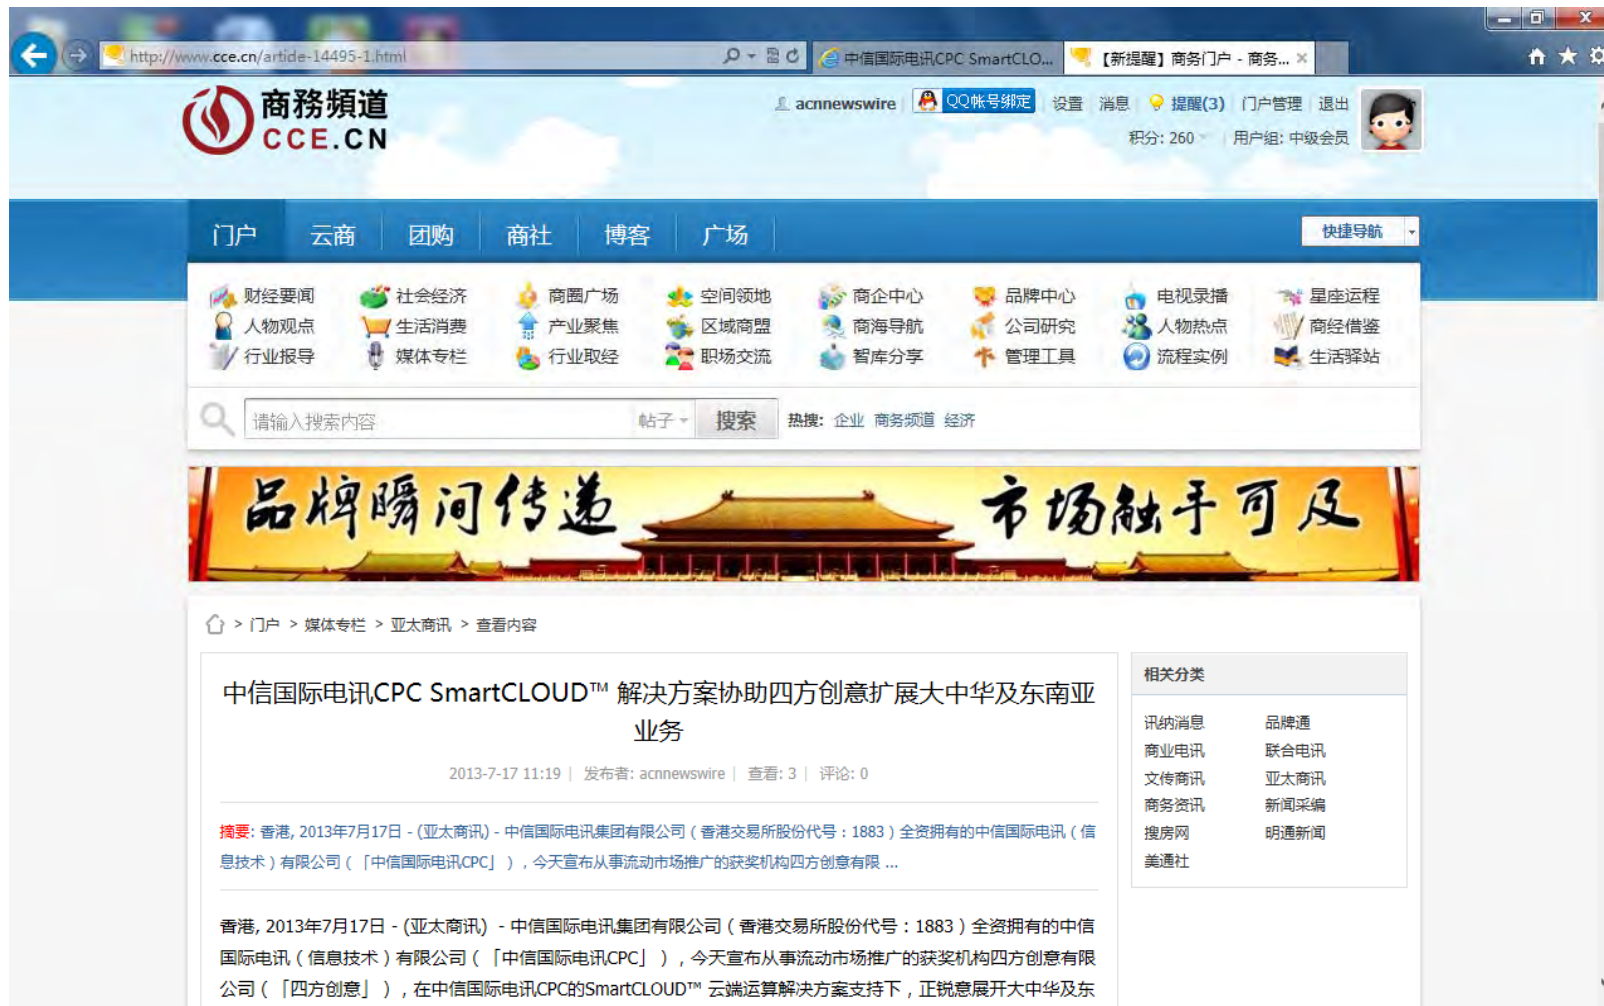 http://www.cce.cn/article-14495-1.html
中信国际电讯CPC SmartCLO...
【新提醒】商务门户 - 商务...
商務頻道
CCE.CN
acnnewswire QQ帐号绑定 设置 消息 提醒(3) 门户管理 退出
积分: 260 用户组: 中级会员
门户 云商 团购 商社 博客 广场
快捷导航
财经要闻 社会经济 商圈广场 空间领地 商企中心 品牌中心 电视录播 星座运程
人物观点 生活消费 产业聚焦 区域商盟 商海导航 公司研究 人物热点 商经借鉴
行业报导 媒体专栏 行业取经 职场交流 智库分享 管理工具 流程实例 生活驿站
请输入搜索内容 帖子 搜索 热搜: 企业 商务频道 经济
品牌瞬间传递 市场触手可及
> 门户 > 媒体专栏 > 亚太商讯 > 查看内容
中信国际电讯CPC SmartCLOUD™ 解决方案协助四方创意扩展大中华及东南亚
业务
2013-7-17 11:19 | 发布者: acnnewswire | 查看: 3 | 评论: 0
摘要: 香港, 2013年7月17日 - (亚太商讯) - 中信国际电讯集团有限公司 ( 香港交易所股份代号 : 1883 ) 全资拥有的中信国际电讯 ( 信
息技术 ) 有限公司 ( 「中信国际电讯CPC」 ) , 今天宣布从事流动市场推广的获奖机构四方创意有限 ...
香港, 2013年7月17日 - (亚太商讯) - 中信国际电讯集团有限公司 ( 香港交易所股份代号 : 1883 ) 全资拥有的中信
国际电讯 ( 信息技术 ) 有限公司 ( 「中信国际电讯CPC」 ) , 今天宣布从事流动市场推广的获奖机构四方创意有限
公司 ( 「四方创意」 ) , 在中信国际电讯CPC的SmartCLOUD™ 云端运算解决方案支持下 , 正锐意展开大中华及东
相关分类
讯纳消息 品牌通
商业电讯 联合电讯
文传商讯 亚太商讯
商务资讯 新闻采编
搜房网 明通新闻
美通社